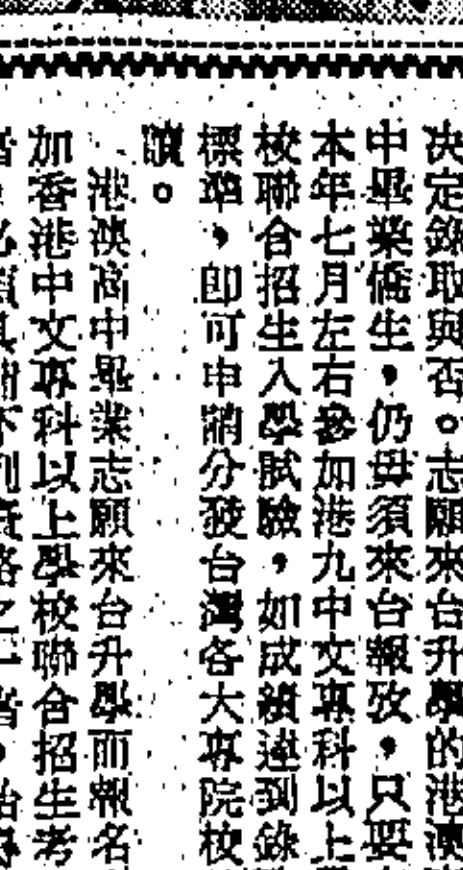 决定錄取與否。志願來台升學的港澳
中畢業僑生，仍毋須來台報攷，只要
本年七月左右參加港九中文專科以上
校聯合招生入學試驗，如成績達到錄
標準，即可申請分發台灣各大專院校
讀。
港澳高中畢業志願來台升學而報名
加香港中文專科以上學校聯合招生考